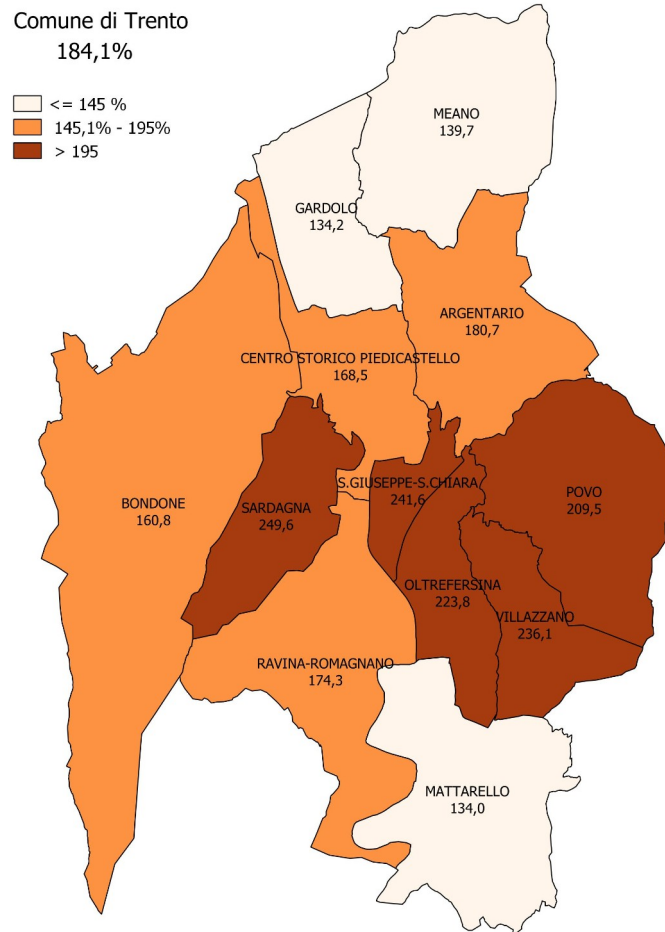 Comune di Trento
184,1%
<= 145 %
145,1% - 195%
> 195
MEANO
139,7
GARDOLO
134,2
ARGENTARIO
180,7
CENTRO STORICO PIEDICASTELLO
168,5
S.GIUSEPPE-S.CHIARA
241,6
POVO
209,5
BONDONE
160,8
SARDAGNA
249,6
OLTREFERSINA
223,8
VILLAZZANO
236,1
RAVINA-ROMAGNANO
174,3
MATTARELLO
134,0